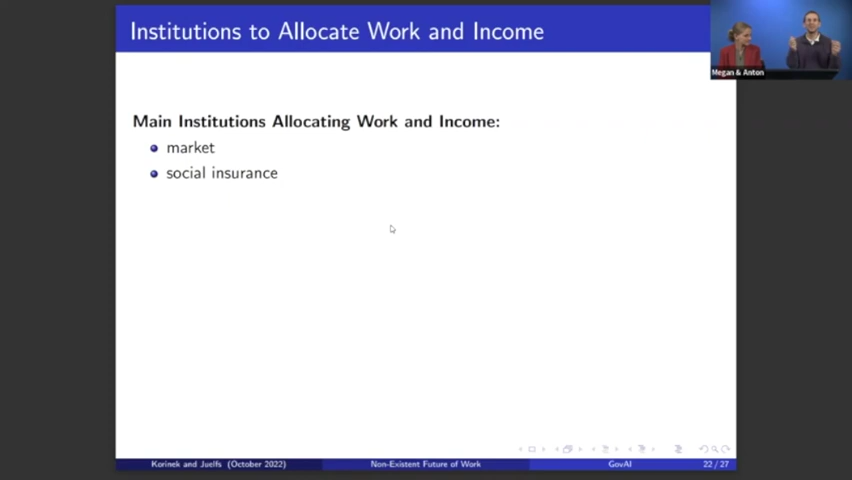 Institutions to Allocate Work and Income
Megan & Anton
Main Institutions Allocating Work and Income:
market
social insurance
Korinek and Juelfs (October 2022)
Non-Existent Future of Work
GovAI
22 / 27